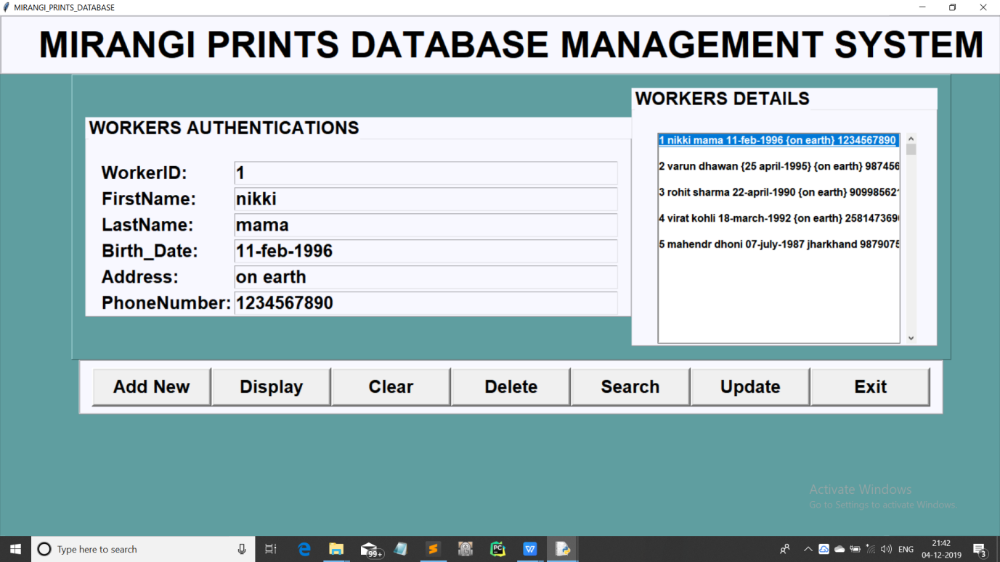 MIRANGI_PRINTS_DATABASE
MIRANGI PRINTS DATABASE MANAGEMENT SYSTEM
WORKERS AUTHENTICATIONS
WorkerID: 1
FirstName: nikki
LastName: mama
Birth_Date: 11-feb-1996
Address: on earth
PhoneNumber: 1234567890
WORKERS DETAILS
1 nikki mama 11-feb-1996 {on earth} 1234567890
2 varun dhawan {25 april-1995} {on earth} 987456
3 rohit sharma 22-april-1990 {on earth} 90998562
4 virat kohli 18-march-1992 {on earth} 258147369
5 mahendr dhoni 07-july-1987 jharkhand 987907
Add New Display Clear Delete Search Update Exit
Activate Windows
Go to Settings to activate Windows.
Type here to search
99+
PC
W
ENG
21:42
04-12-2019
3